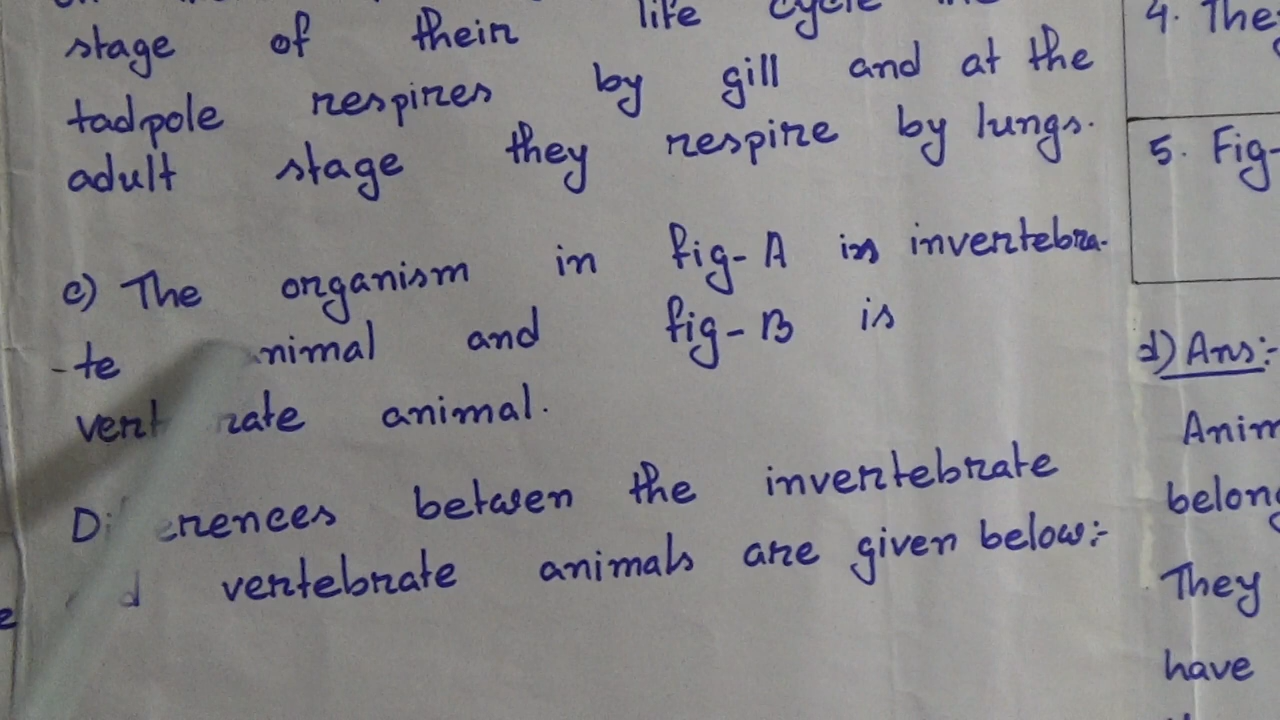 stage of their life cycle
tadpole respires by gill and at the
adult stage they respire by lungs.
c) The organism in fig-A is invertebra-
-te nimal and fig-B is
vert rate animal.
Di erences betwen the invertebrate
d vertebrate animals are given below:-
4. The
5. Fig-
d) Ans:-
Anim
belong
They
have